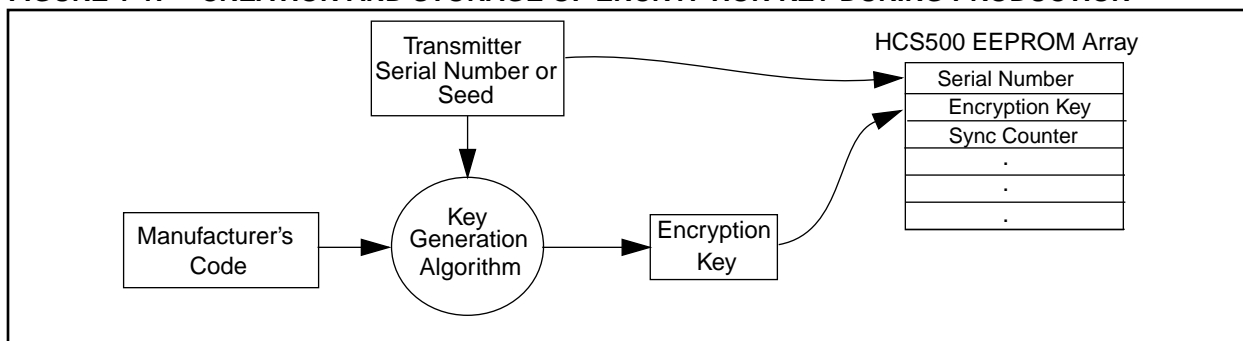 Transmitter
Serial Number or
Seed
HCS500 EEPROM Array
Serial Number
Encryption Key
Sync Counter
.
.
.
Manufacturer's
Code
Key
Generation
Algorithm
Encryption
Key